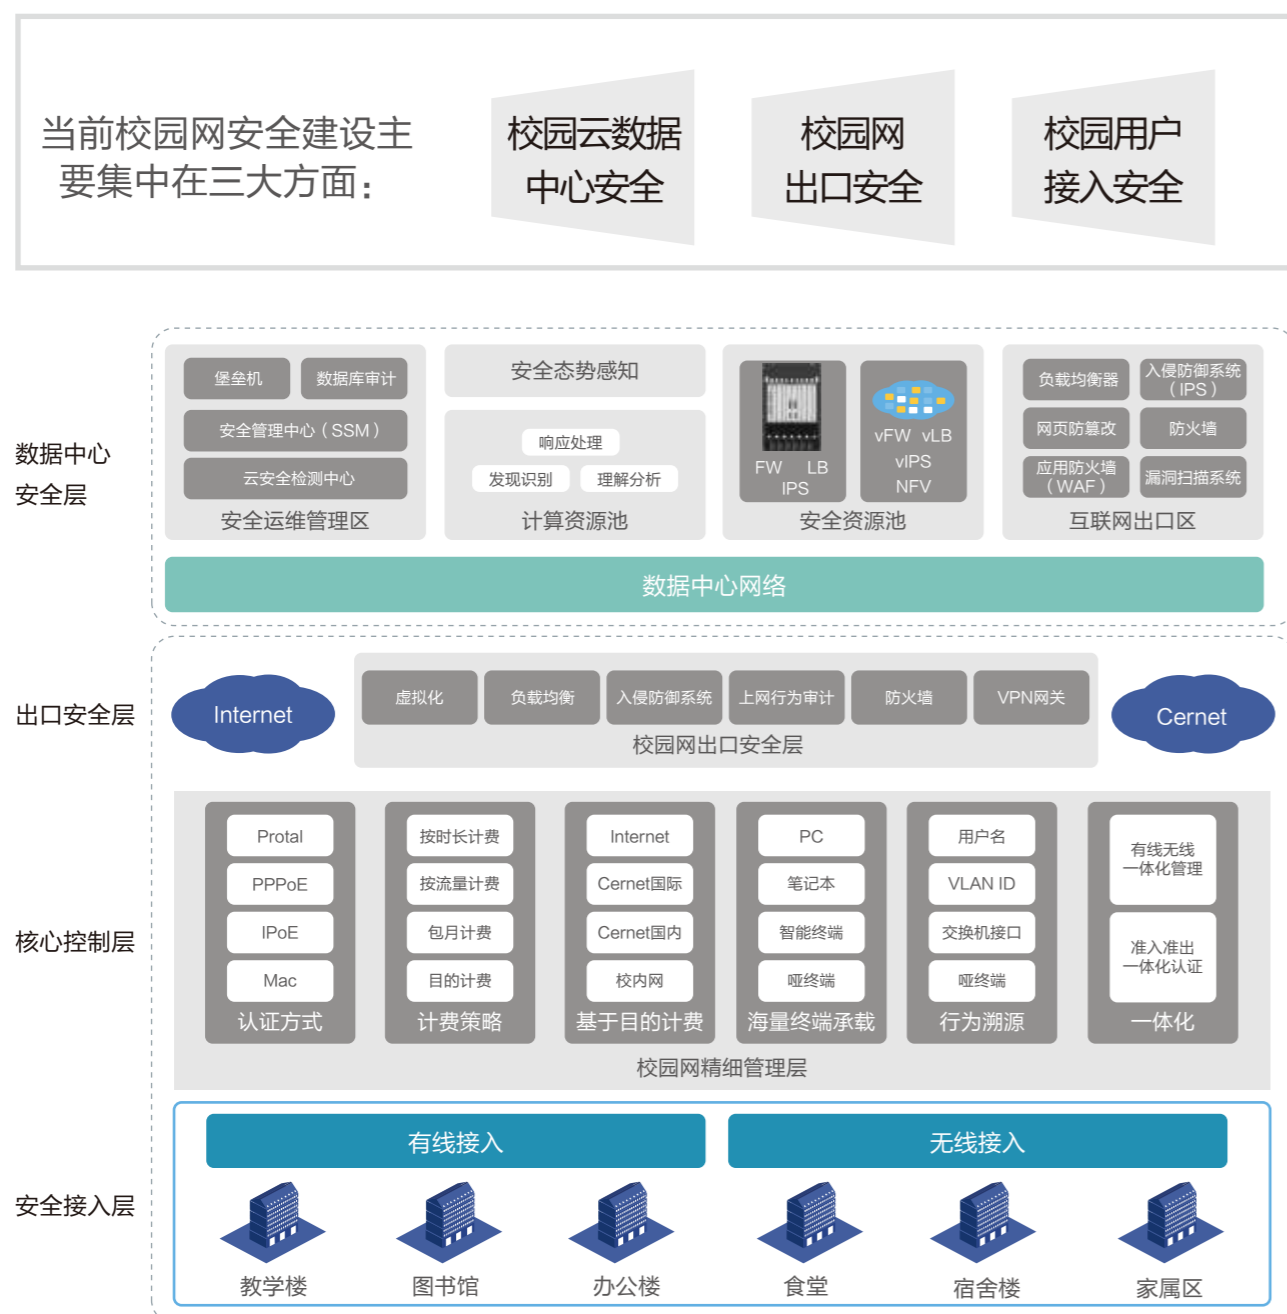 当前校园网安全建设主
要集中在三大方面：
校园云数据
中心安全
校园网
出口安全
校园用户
接入安全
数据中心
安全层
堡垒机
数据库审计
安全管理中心（SSM）
云安全检测中心
安全运维管理区
安全态势感知
响应处理
发现识别
理解分析
计算资源池
FW LB
IPS
vFW vLB
vIPS
NFV
安全资源池
负载均衡器
入侵防御系统
（IPS）
网页防篡改
防火墙
应用防火墙
（WAF）
漏洞扫描系统
互联网出口区
数据中心网络
出口安全层
Internet
虚拟化
负载均衡
入侵防御系统
上网行为审计
防火墙
VPN网关
校园网出口安全层
Cernet
核心控制层
Protal
PPPoE
IPoE
Mac
认证方式
按时长计费
按流量计费
包月计费
目的计费
计费策略
Internet
Cernet国际
Cernet国内
校内网
基于目的计费
PC
笔记本
智能终端
哑终端
海量终端承载
用户名
VLAN ID
交换机接口
哑终端
行为溯源
有线无线
一体化管理
准入准出
一体化认证
一体化
校园网精细管理层
安全接入层
有线接入
无线接入
教学楼
图书馆
办公楼
食堂
宿舍楼
家属区